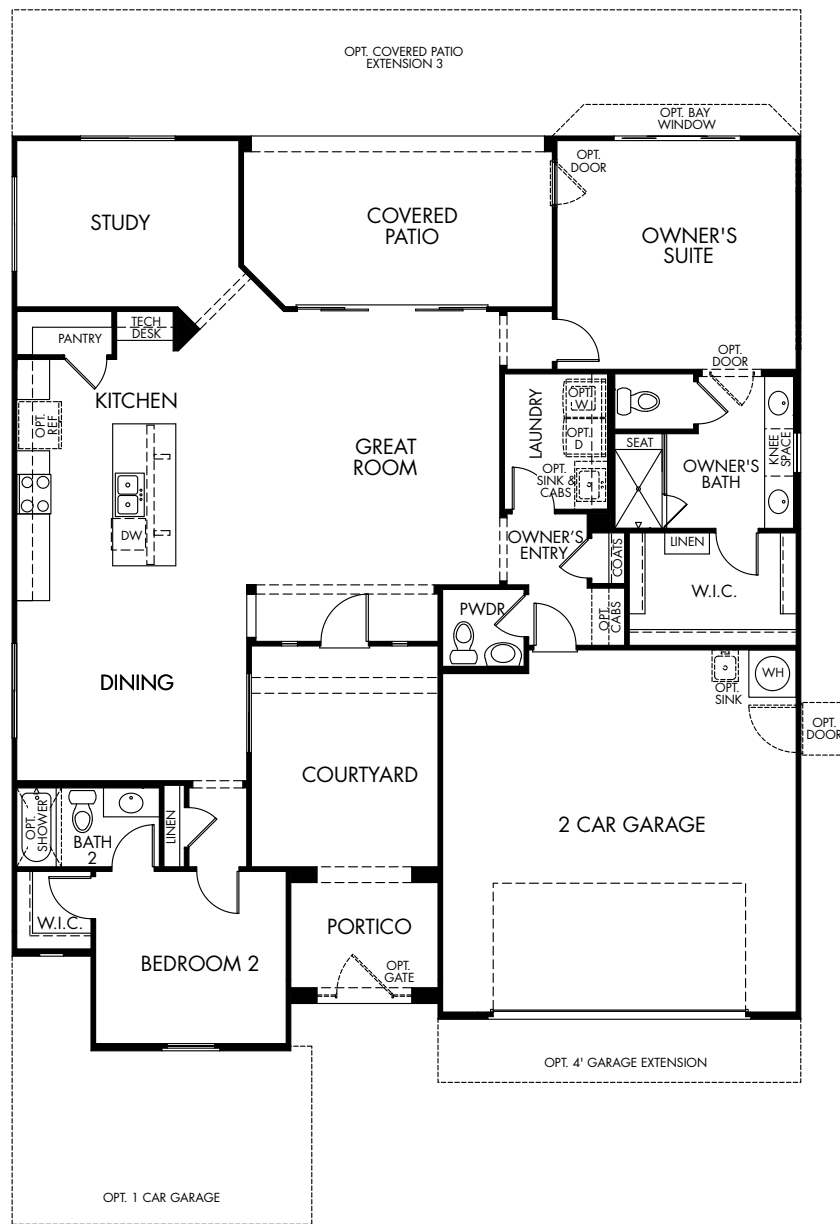 OPT. COVERED PATIO
EXTENSION 3
OPT. BAY
WINDOW
OPT.
DOOR
STUDY
COVERED
PATIO
OWNER'S
SUITE
TECH
DESK
PANTRY
OPT.
DOOR
KITCHEN
OPT.
REF
LAUNDRY
OPT.
W
OPT.
D
OPT.
SINK &
CABS
GREAT
ROOM
SEAT
OWNER'S
BATH
KNEE
SPACE
DW
OWNER'S
ENTRY
COATS
LINEN
W.I.C.
OPT.
CABS
PWDR
DINING
OPT.
SINK
WH
OPT.
DOOR
COURTYARD
OPT.
SHOWER
BATH
2
LINEN
2 CAR GARAGE
W.I.C.
PORTICO
BEDROOM 2
OPT.
GATE
OPT. 4' GARAGE EXTENSION
OPT. 1 CAR GARAGE